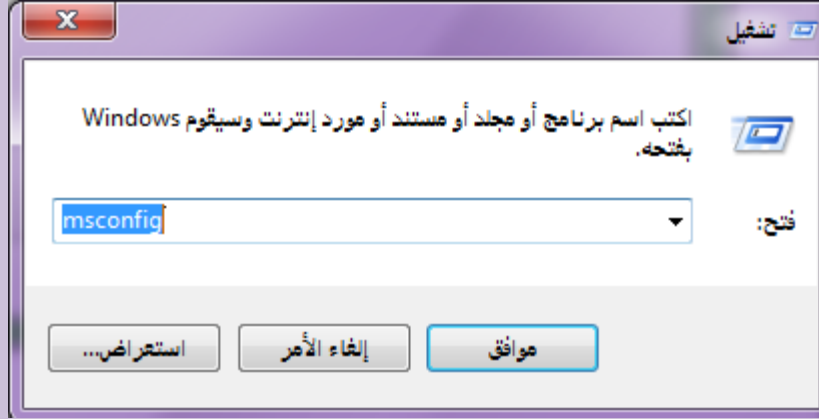 تشغيل
اكتب اسم برنامج أو مجلد أو مستند أو مورد إنترنت وسيقوم Windows
بفتحه.
فتح: msconfig
موافق إلغاء الأمر استعراض...